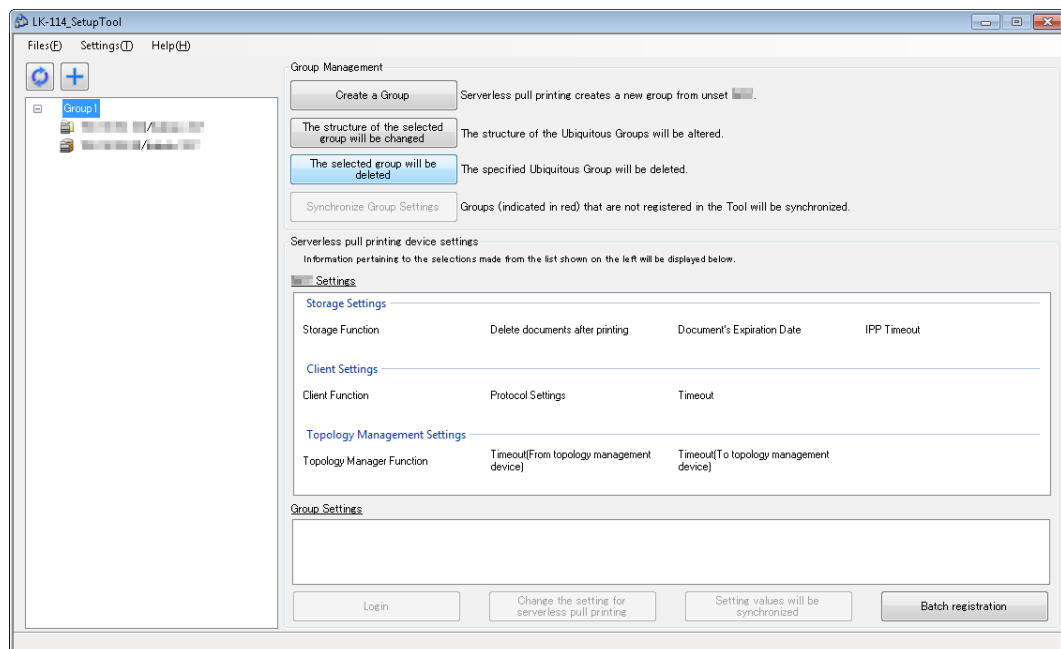 LK-114_SetupTool
Files(F) Settings(T) Help(H)
Group Management
Create a Group
Serverless pull printing creates a new group from unset .
The structure of the selected
group will be changed
The structure of the Ubiquitous Groups will be altered.
The selected group will be
deleted
The specified Ubiquitous Group will be deleted.
Synchronize Group Settings
Groups (indicated in red) that are not registered in the Tool will be synchronized.
Group1
Serverless pull printing device settings
Information pertaining to the selections made from the list shown on the left will be displayed below.
Settings
Storage Settings
Storage Function Delete documents after printing Document's Expiration Date IPP Timeout
Client Settings
Client Function Protocol Settings Timeout
Topology Management Settings
Topology Manager Function
Timeout(From topology management
device)
Timeout(To topology management
device)
Group Settings
Login
Change the setting for
serverless pull printing
Setting values will be
synchronized
Batch registration